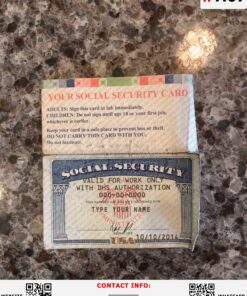 YOUR SOCIAL SECURITY CARD
ADULTS: Sign this card in ink immediately.
CHILDREN: Do not sign until age 18 or your first job,
whichever is earlier.
Keep your card in a safe place to prevent loss or theft.
DO NOT CARRY THIS CARD WITH YOU.
Do not laminate.
SOCIAL SECURITY
VALID FOR WORK ONLY
WITH DHS AUTHORIZATION
000-00-0000
TYPE YOUR NAME
USA
10/10/2014
CONTACT INFO: